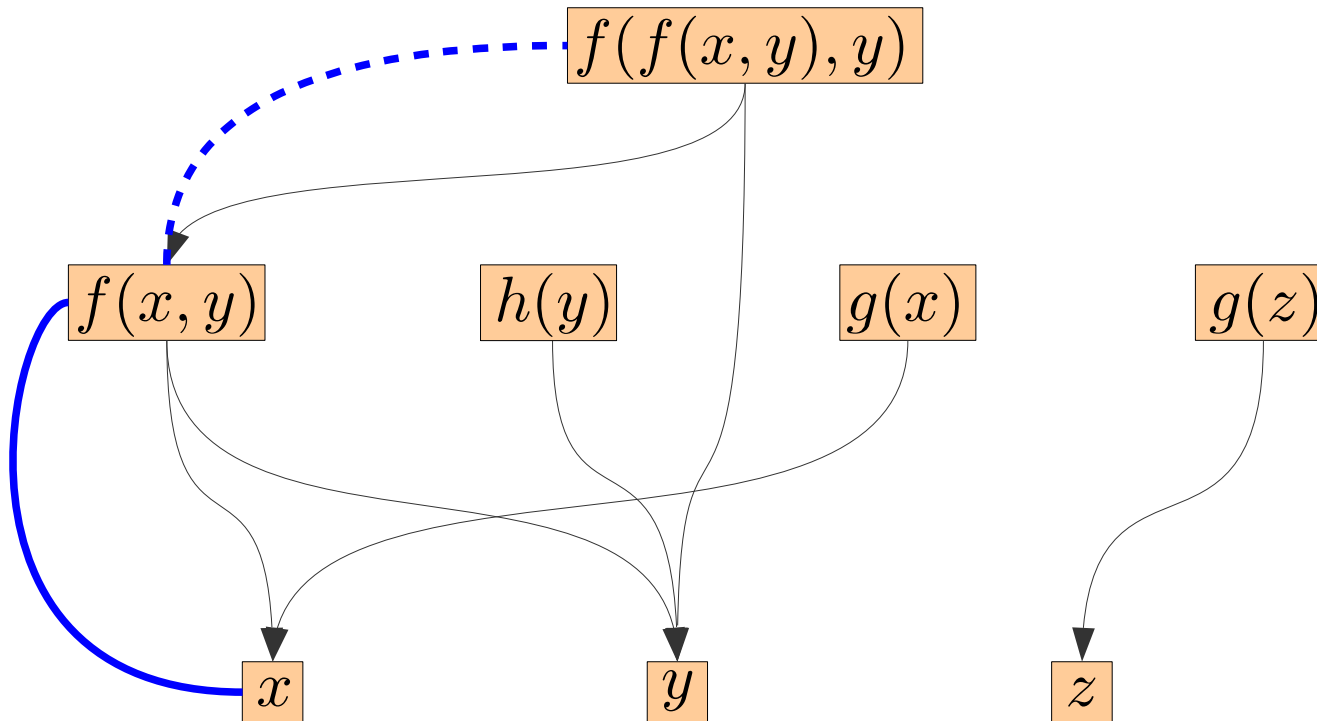 f(f(x, y), y)
f(x, y)
h(y)
g(x)
g(z)
x
y
z